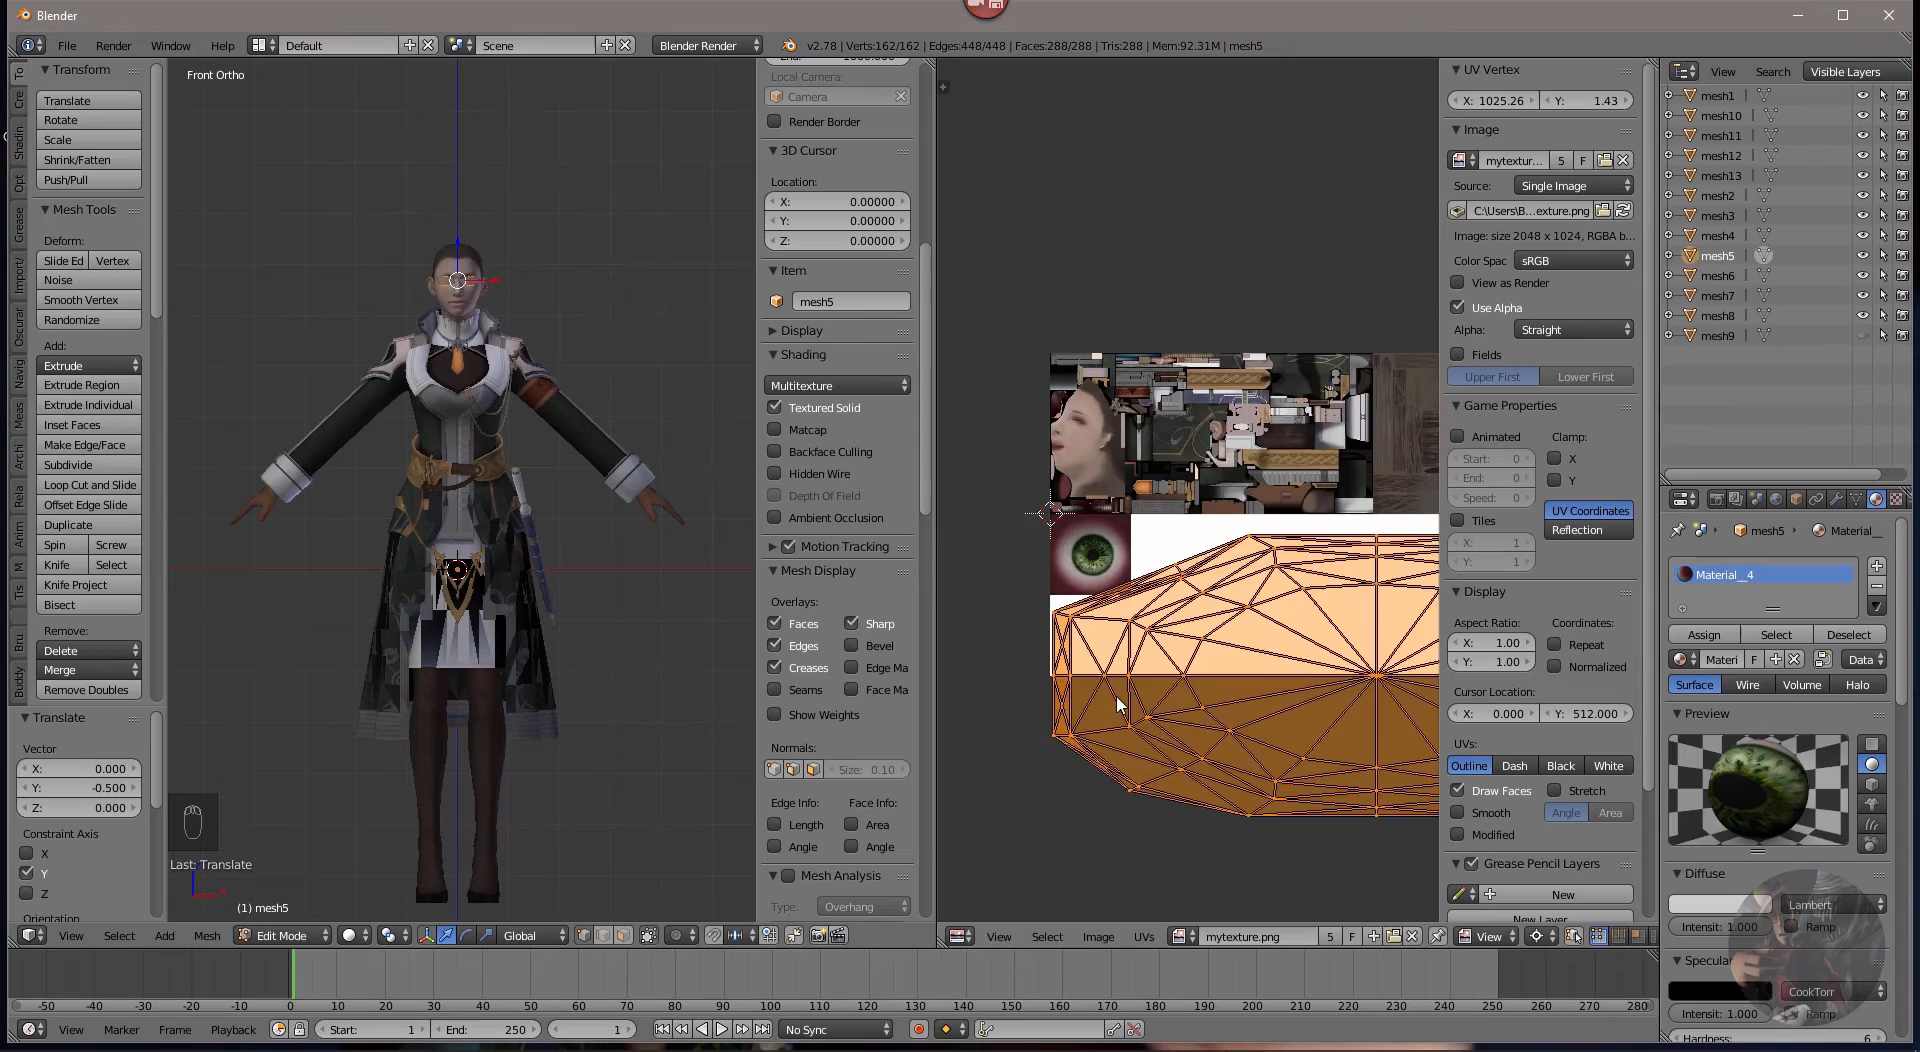 Blender
File Render Window Help Default Scene Blender Render v2.78 | Verts:162/162 | Edges:448/448 | Faces:288/288 | Tris:288 | Mem:92.31M | mesh5
Transform
Translate
Rotate
Scale
Shrink/Fatten
Push/Pull
Mesh Tools
Deform:
Slide Ed Vertex
Noise
Smooth Vertex
Randomize
Add:
Extrude
Extrude Region
Extrude Individual
Inset Faces
Make Edge/Face
Subdivide
Loop Cut and Slide
Offset Edge Slide
Duplicate
Spin Screw
Knife Select
Knife Project
Bisect
Remove:
Delete
Merge
Remove Doubles
To
Cre
Shadin
Opt
Grease
Import/
Oscurar
Navig
Meas
Archi
Rela
Anim
M
Tis
Bru
Buddy
Translate
Vector
X: 0.000
Y: -0.500
Z: 0.000
Constraint Axis
X
Y
Z
Orientation
Front Ortho
Last: Translate
(1) mesh5
Local Camera:
Camera
Render Border
3D Cursor
Location:
X: 0.00000
Y: 0.00000
Z: 0.00000
Item
mesh5
Display
Shading
Multitexture
Textured Solid
Matcap
Backface Culling
Hidden Wire
Depth Of Field
Ambient Occlusion
Motion Tracking
Mesh Display
Overlays:
Faces Sharp
Edges Bevel
Creases Edge Ma
Seams Face Ma
Show Weights
Normals:
Size: 0.10
Edge Info: Face Info:
Length Area
Angle Angle
Mesh Analysis
Type: Overhang
View Select Add Mesh Edit Mode Global
UV Vertex
X: 1025.26 Y: 1.43
Image
mytextur... 5 F
Source: Single Image
C:\Users\B...exture.png
Image: size 2048 x 1024, RGBA b...
Color Spac sRGB
View as Render
Use Alpha
Alpha: Straight
Fields
Upper First Lower First
Game Properties
Animated Clamp:
Start: 0 X
End: 0 Y
Speed: 0
Tiles
UV Coordinates
Reflection
X: 1
Y: 1
Display
Aspect Ratio: Coordinates:
X: 1.00 Repeat
Y: 1.00 Normalized
Cursor Location:
X: 0.000 Y: 512.000
UVs:
Outline Dash Black White
Draw Faces Stretch
Smooth Angle Area
Modified
Grease Pencil Layers
New
New Layer
View Select Image UVs mytexture.png 5 F View
View Search Visible Layers
mesh1
mesh10
mesh11
mesh12
mesh13
mesh2
mesh3
mesh4
mesh5
mesh6
mesh7
mesh8
mesh9
mesh5 Material__
Material__4
Assign Select Deselect
Materi F Data
Surface Wire Volume Halo
Preview
Diffuse
Lambert
Intensit: 1.000 Ramp
Specular
CookTorr
Intensit: 1.000 Ramp
Hardness: 6
-50 -40 -30 -20 -10 0 10 20 30 40 50 60 70 80 90 100 110 120 130 140 150 160 170 180 190 200 210 220 230 240 250 260 270 280
View Marker Frame Playback Start: 1 End: 250 1 No Sync